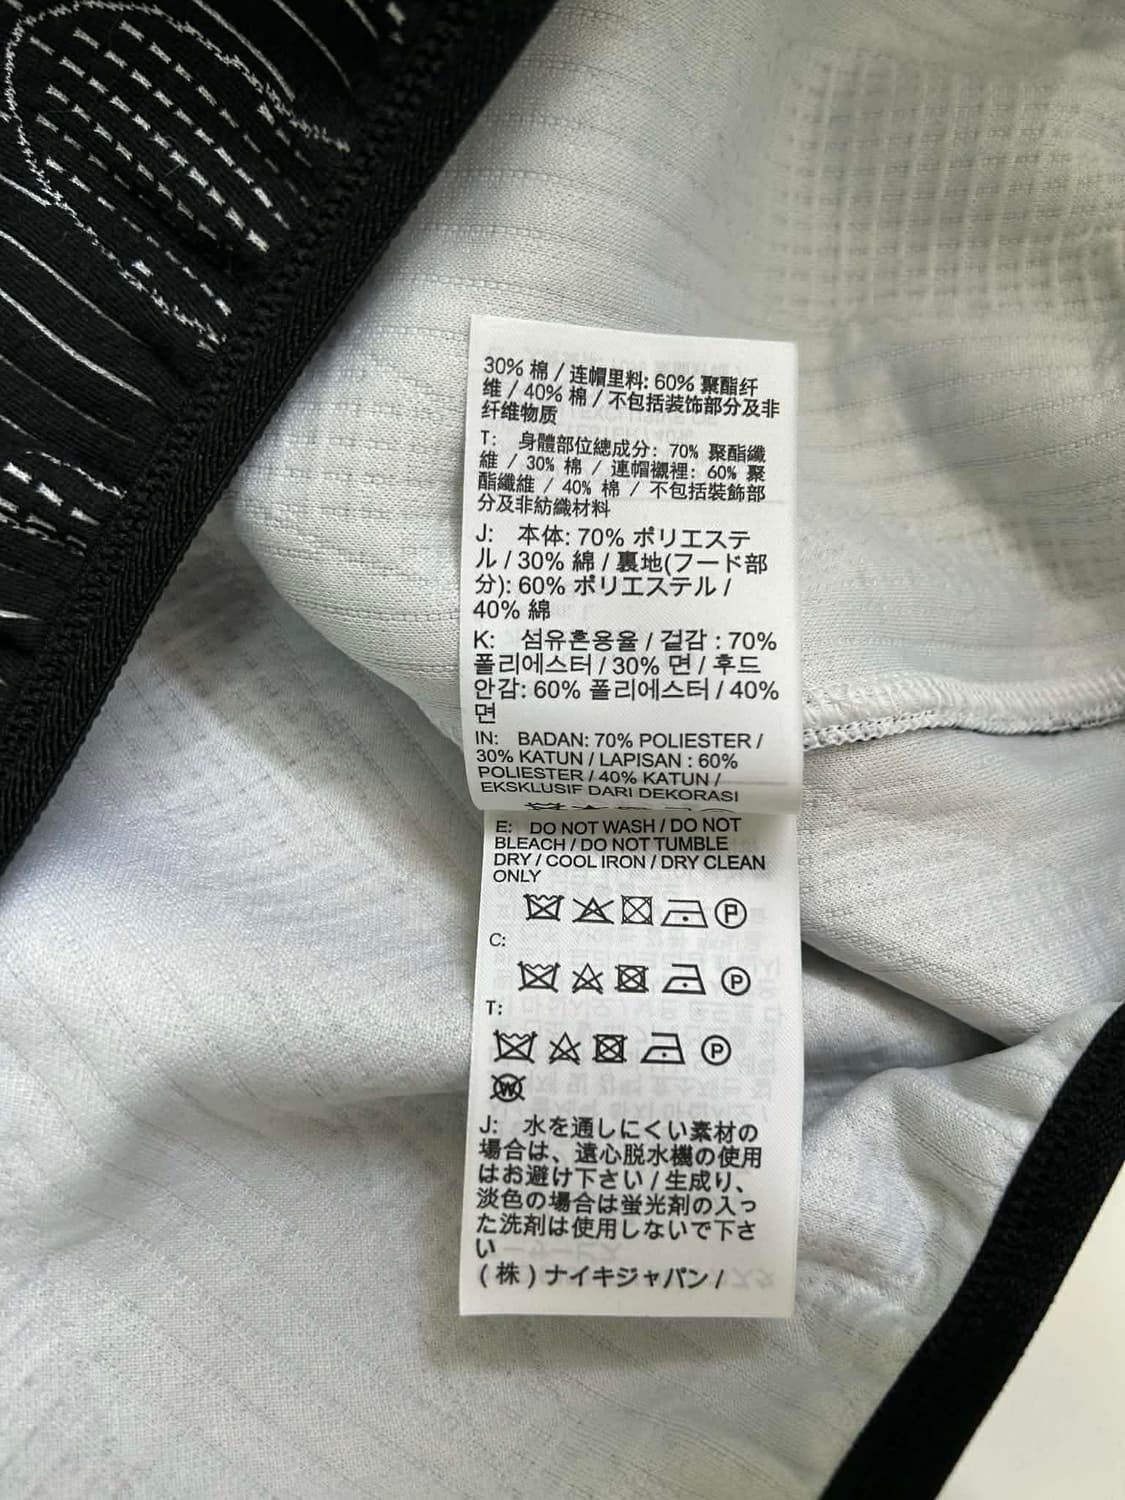 30% 棉 / 连帽里料: 60% 聚酯纤
维 / 40% 棉 / 不包括装饰部分及非
纤维物质
T: 身體部位總成分: 70% 聚酯纖
維 / 30% 棉 / 連帽襯裡: 60% 聚
酯纖維 / 40% 棉 / 不包括裝飾部
分及非紡織材料
J: 本体: 70% ポリエステ
ル / 30% 綿 / 裏地(フード部
分): 60% ポリエステル /
40% 綿
K: 섬유혼용율 / 겉감 : 70%
폴리에스터 / 30% 면 / 후드
안감: 60% 폴리에스터 / 40%
면
IN: BADAN: 70% POLIESTER /
30% KATUN / LAPISAN : 60%
POLIESTER / 40% KATUN /
EKSKLUSIF DARI DEKORASI
E: DO NOT WASH / DO NOT
BLEACH / DO NOT TUMBLE
DRY / COOL IRON / DRY CLEAN
ONLY
P
C:
P
T:
P
W
J: 水を通しにくい素材の
場合は、遠心脱水機の使用
はお避け下さい / 生成り、
淡色の場合は蛍光剤の入っ
た洗剤は使用しないで下さ
い
(株)ナイキジャパン /